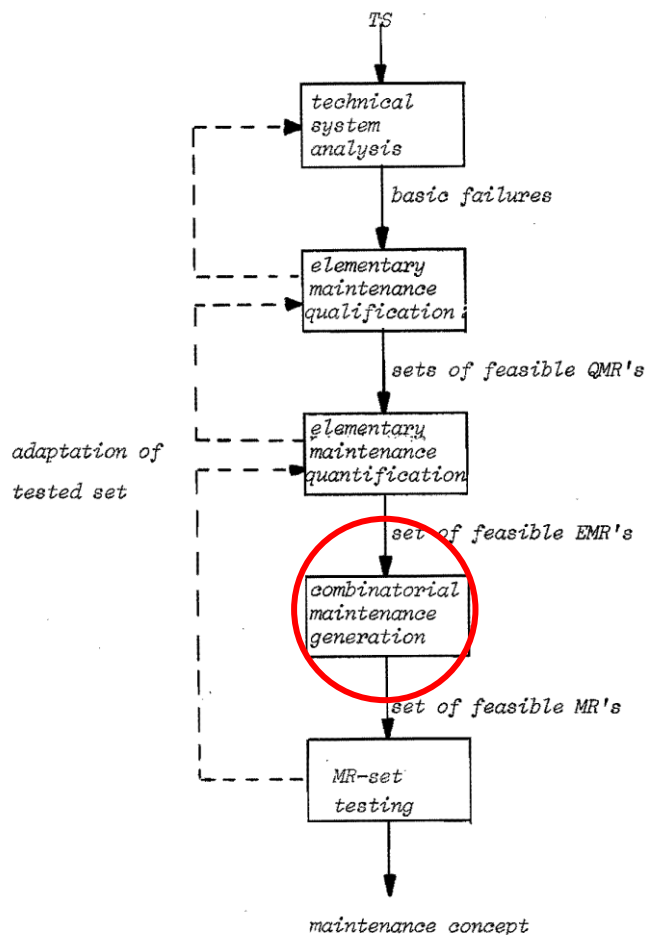 TS
technical
system
analysis
basic failures
elementary
maintenance
qualification
sets of feasible QMR's
elementary
maintenance
quantification
adaptation of
tested set
set of feasible EMR's
combinatorial
maintenance
generation
set of feasible MR's
MR-set
testing
maintenance concept